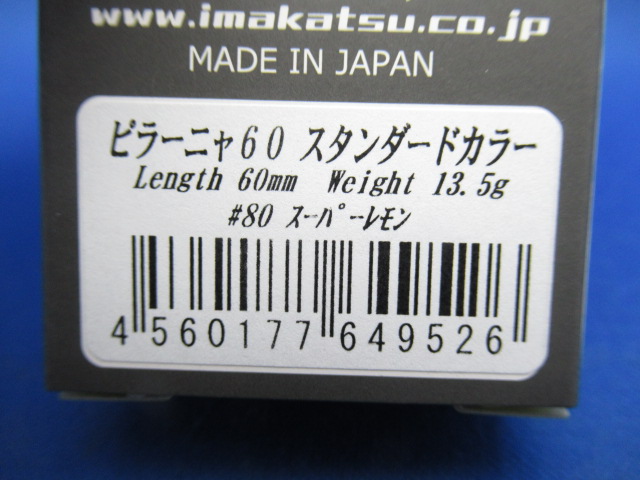 www.imakatsu.co.jp
MADE IN JAPAN
ピラーニャ60 スタンダードカラー
Length 60mm Weight 13.5g
#80 ｽｰﾊﾟｰﾚﾓﾝ
4 560177 649526